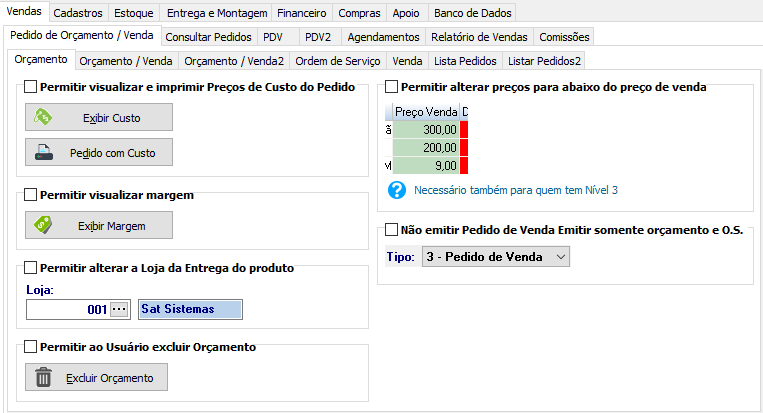 Vendas Cadastros Estoque Entrega e Montagem Financeiro Compras Apoio Banco de Dados
Pedido de Orçamento / Venda Consultar Pedidos PDV PDV2 Agendamentos Relatório de Vendas Comissões
Orçamento Orçamento / Venda Orçamento / Venda2 Ordem de Serviço Venda Lista Pedidos Listar Pedidos2
Permitir visualizar e imprimir Preços de Custo do Pedido
Exibir Custo
Pedido com Custo
Permitir visualizar margem
Exibir Margem
Permitir alterar a Loja da Entrega do produto
Loja:
001 ... Sat Sistemas
Permitir ao Usuário excluir Orçamento
Excluir Orçamento
Permitir alterar preços para abaixo do preço de venda
Preço Venda D
ã 300,00
200,00
vl 9,00
? Necessário também para quem tem Nível 3
Não emitir Pedido de Venda Emitir somente orçamento e O.S.
Tipo: 3 - Pedido de Venda